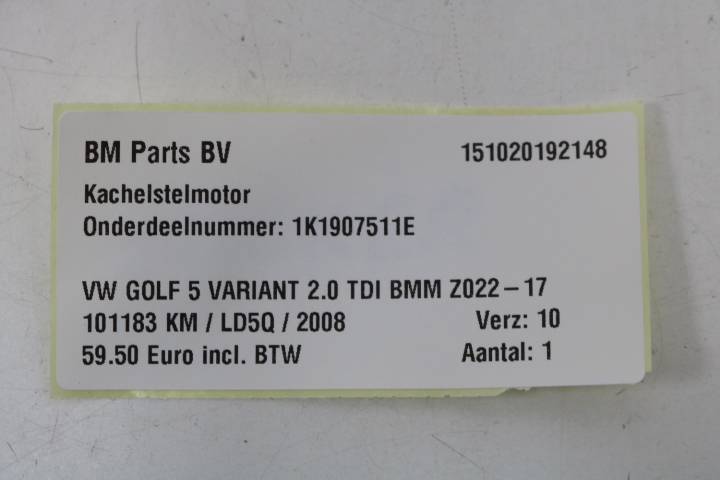 BM Parts BV 151020192148
Kachelstelmotor
Onderdeelnummer: 1K1907511E
VW GOLF 5 VARIANT 2.0 TDI BMM Z022-17
101183 KM / LD5Q / 2008 Verz: 10
59.50 Euro incl. BTW Aantal: 1